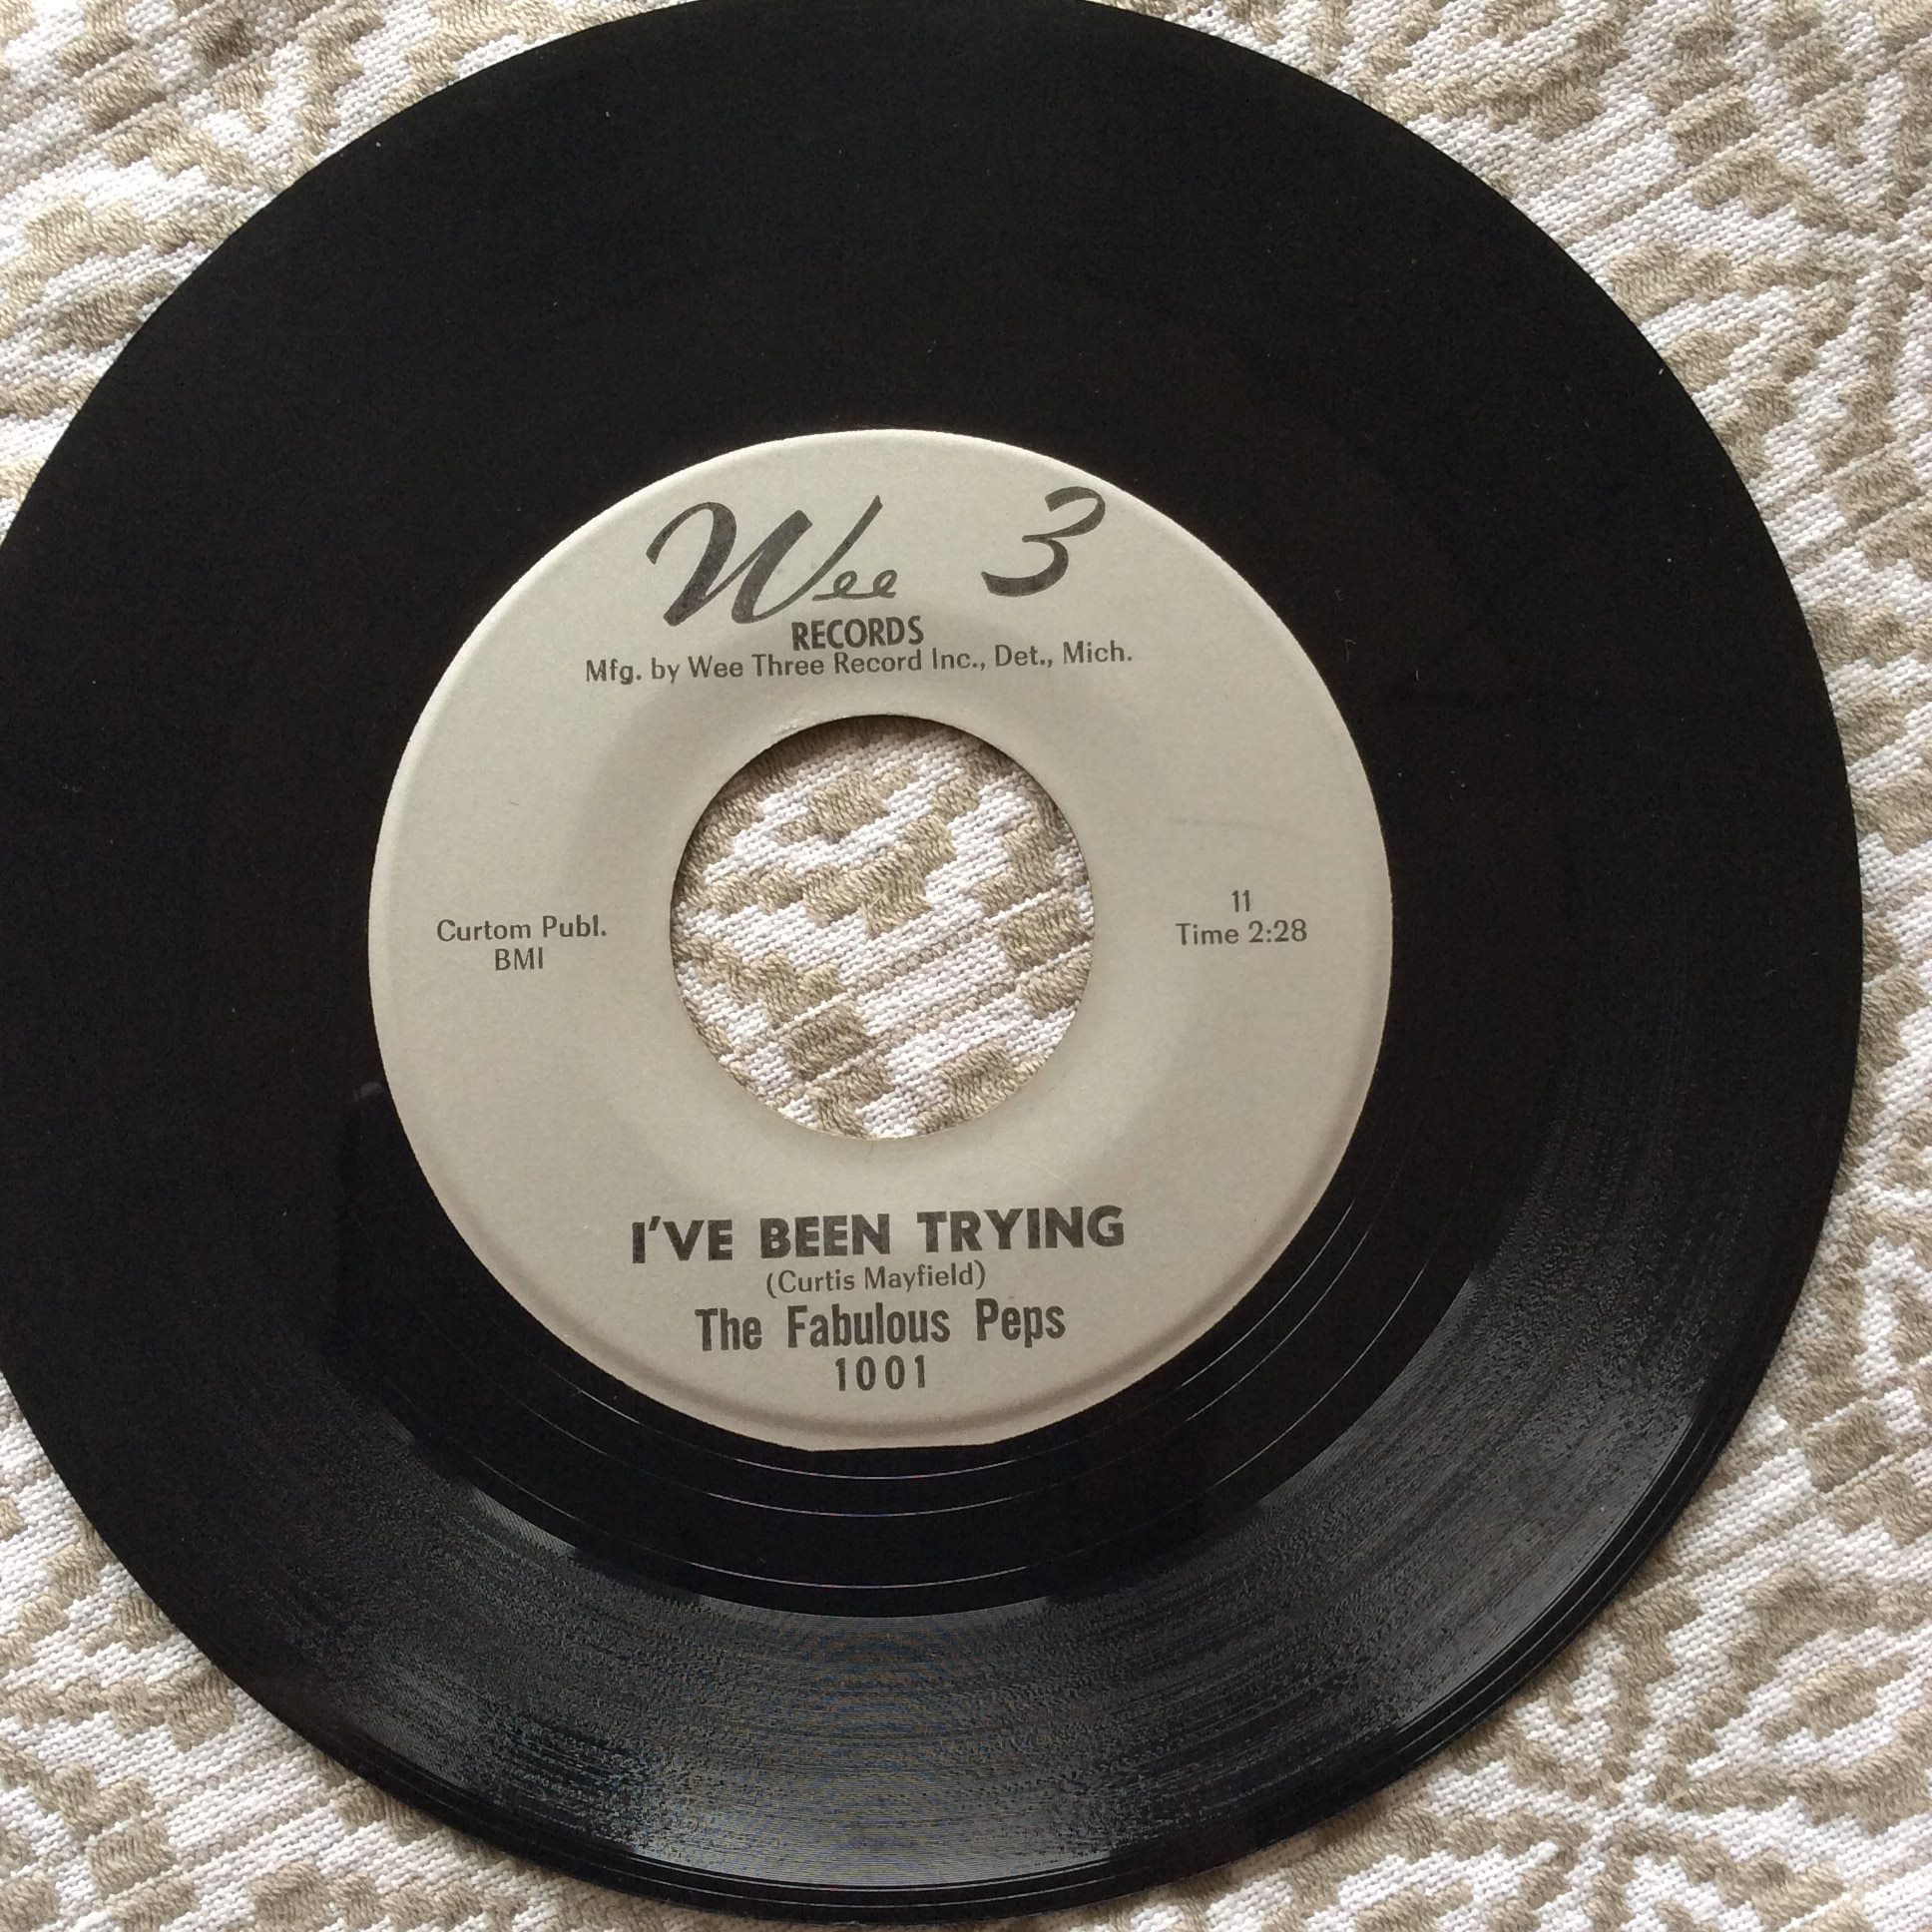 Wee 3
RECORDS
Mfg. by Wee Three Record Inc., Det., Mich.
Curtom Publ.
BMI
11
Time 2:28
I'VE BEEN TRYING
(Curtis Mayfield)
The Fabulous Peps
1001